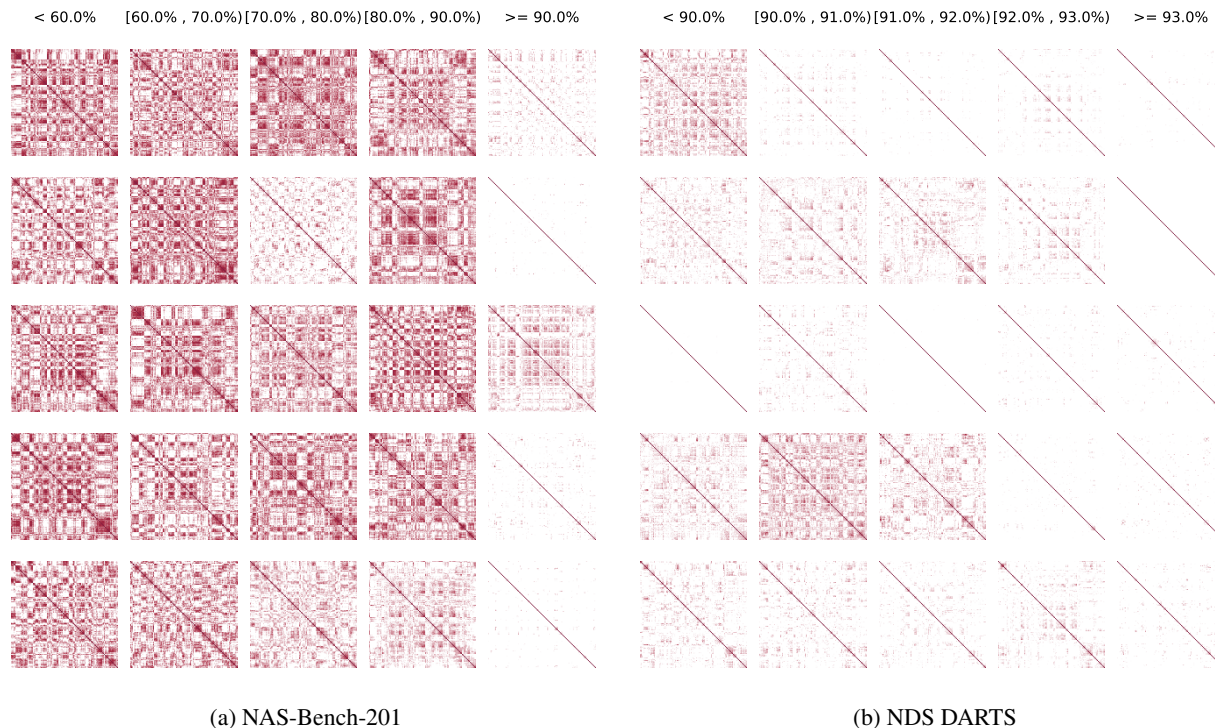 < 60.0% [60.0% , 70.0%) [70.0% , 80.0%) [80.0% , 90.0%) >= 90.0% < 90.0% [90.0% , 91.0%) [91.0% , 92.0%) [92.0% , 93.0%) >= 93.0%
(a) NAS-Bench-201 (b) NDS DARTS